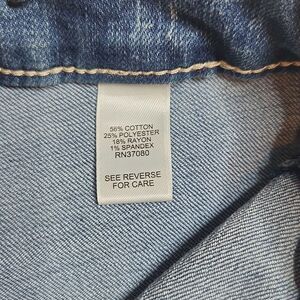 56% COTTON
25% POLYESTER
18% RAYON
1% SPANDEX
RN37080
SEE REVERSE
FOR CARE